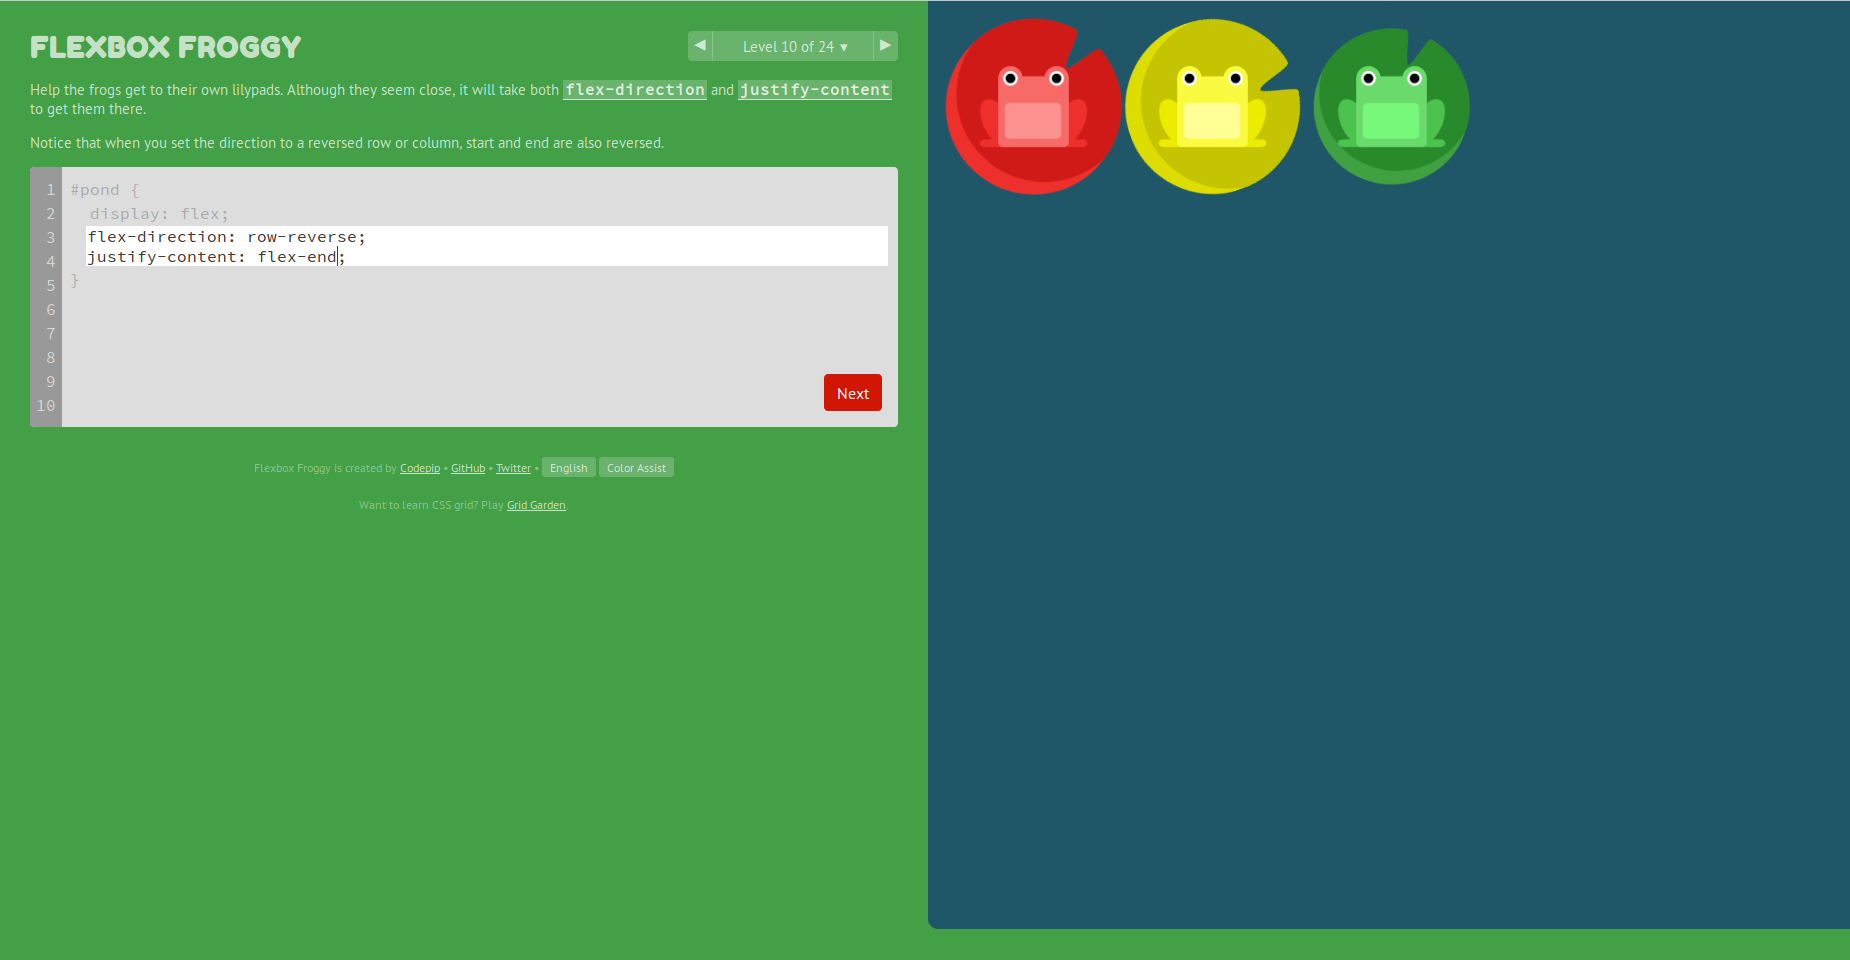 FLEXBOX FROGGY
◀ Level 10 of 24 ▼ ▶
Help the frogs get to their own lilypads. Although they seem close, it will take both flex-direction and justify-content
to get them there.
Notice that when you set the direction to a reversed row or column, start and end are also reversed.
1 #pond {
2 display: flex;
3 flex-direction: row-reverse;
4 justify-content: flex-end;
5 }
6
7
8
9
10
Next
Flexbox Froggy is created by Codepip • GitHub • Twitter • English Color Assist
Want to learn CSS grid? Play Grid Garden.